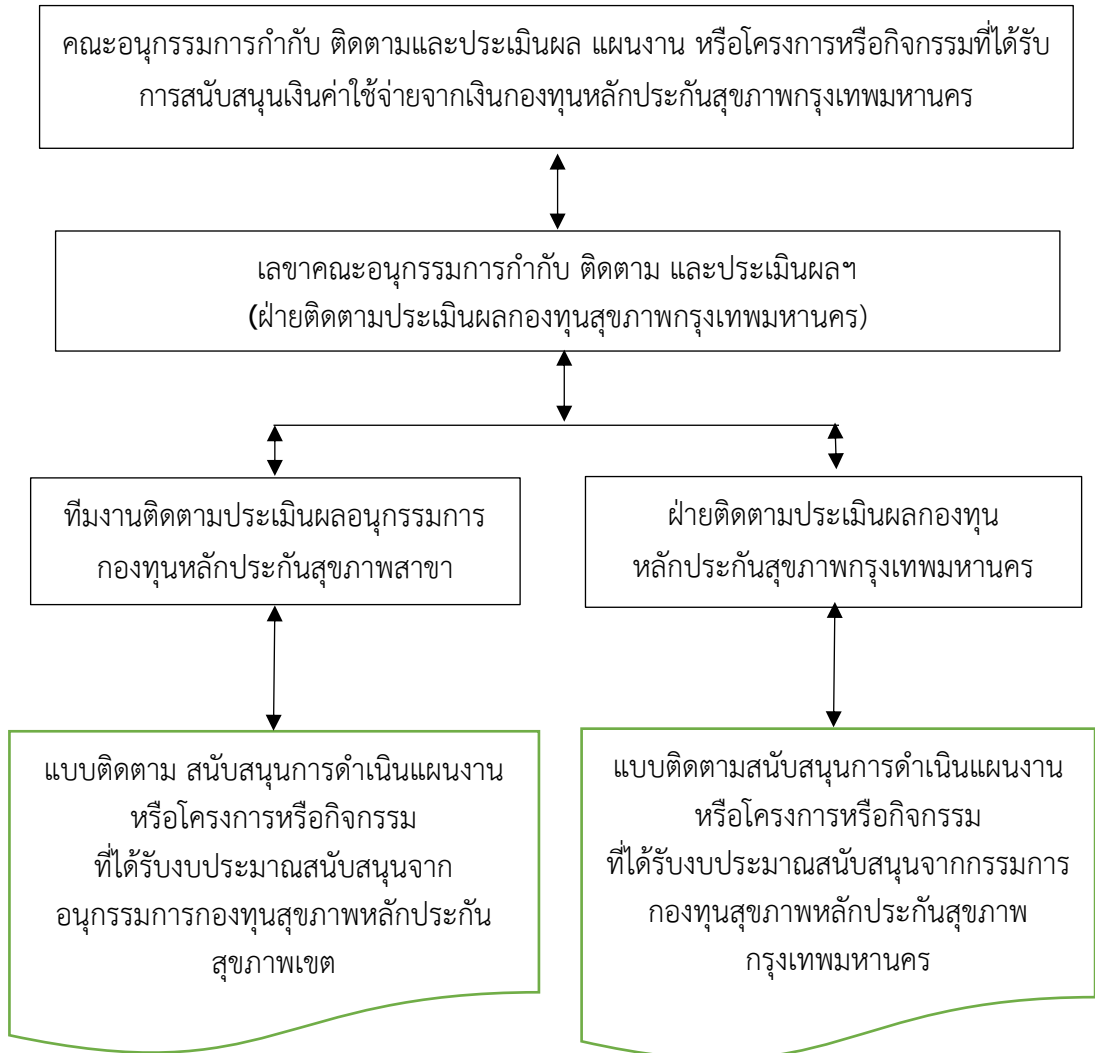 คณะอนุกรรมการกำกับ ติดตามและประเมินผล แผนงาน หรือโครงการหรือกิจกรรมที่ได้รับ
การสนับสนุนเงินค่าใช้จ่ายจากเงินกองทุนหลักประกันสุขภาพกรุงเทพมหานคร
เลขาคณะอนุกรรมการกำกับ ติดตาม และประเมินผลฯ
(ฝ่ายติดตามประเมินผลกองทุนสุขภาพกรุงเทพมหานคร)
ทีมงานติดตามประเมินผลอนุกรรมการ
กองทุนหลักประกันสุขภาพสาขา
ฝ่ายติดตามประเมินผลกองทุน
หลักประกันสุขภาพกรุงเทพมหานคร
แบบติดตาม สนับสนุนการดำเนินแผนงาน
หรือโครงการหรือกิจกรรม
ที่ได้รับงบประมาณสนับสนุนจาก
อนุกรรมการกองทุนสุขภาพหลักประกัน
สุขภาพเขต
แบบติดตามสนับสนุนการดำเนินแผนงาน
หรือโครงการหรือกิจกรรม
ที่ได้รับงบประมาณสนับสนุนจากกรรมการ
กองทุนสุขภาพหลักประกันสุขภาพ
กรุงเทพมหานคร